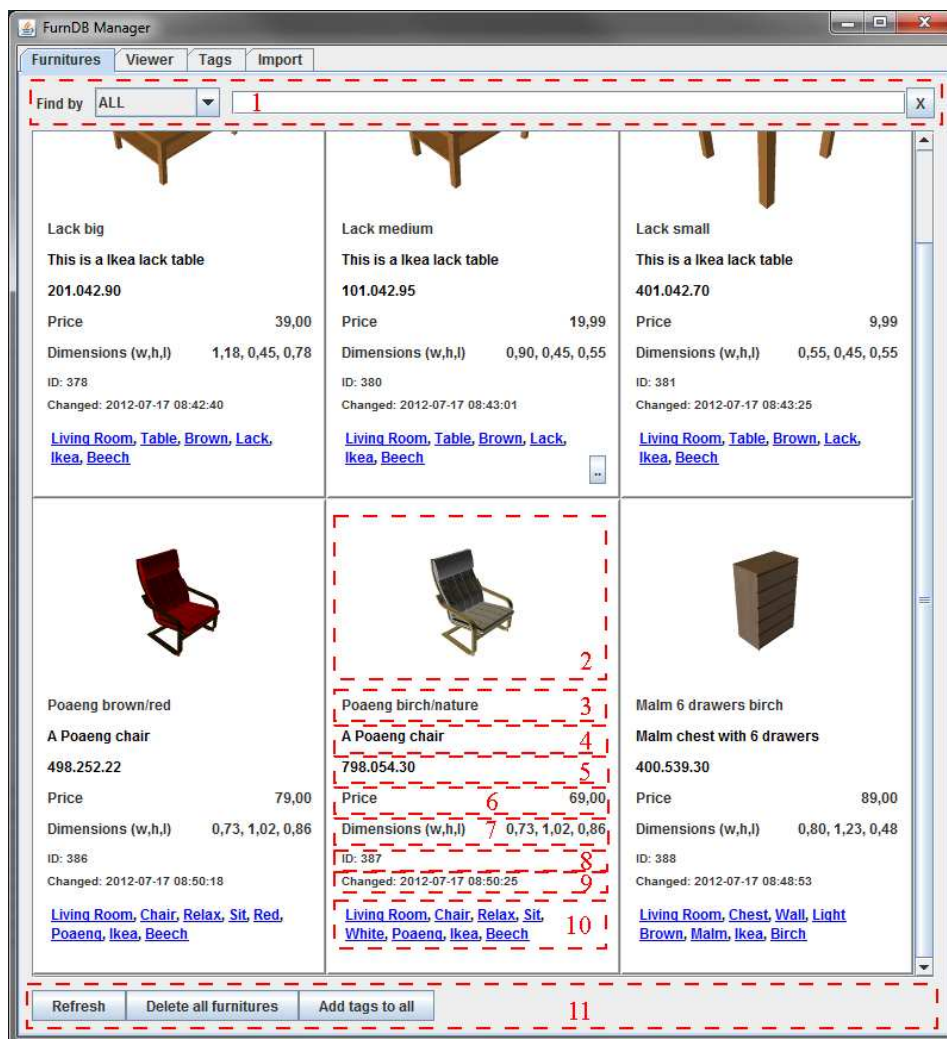 FurnDB Manager
Furnitures Viewer Tags Import
Find by ALL 1 X
Lack big Lack medium Lack small
This is a Ikea lack table This is a Ikea lack table This is a Ikea lack table
201.042.90 101.042.95 401.042.70
Price 39,00 Price 19,99 Price 9,99
Dimensions (w,h,l) 1,18, 0,45, 0,78 Dimensions (w,h,l) 0,90, 0,45, 0,55 Dimensions (w,h,l) 0,55, 0,45, 0,55
ID: 378 ID: 380 ID: 381
Changed: 2012-07-17 08:42:40 Changed: 2012-07-17 08:43:01 Changed: 2012-07-17 08:43:25
Living Room, Table, Brown, Lack, Living Room, Table, Brown, Lack, Living Room, Table, Brown, Lack,
Ikea, Beech Ikea, Beech Ikea, Beech
..
2
Poaeng brown/red Poaeng birch/nature 3 Malm 6 drawers birch
A Poaeng chair A Poaeng chair 4 Malm chest with 6 drawers
498.252.22 798.054.30 5 400.539.30
Price 79,00 Price 6 69,00 Price 89,00
Dimensions (w,h,l) 0,73, 1,02, 0,86 Dimensions (w,h,l) 7 0,73, 1,02, 0,86 Dimensions (w,h,l) 0,80, 1,23, 0,48
ID: 386 ID: 387 8 ID: 388
Changed: 2012-07-17 08:50:18 Changed: 2012-07-17 08:50:25 9 Changed: 2012-07-17 08:48:53
Living Room, Chair, Relax, Sit, Red, Living Room, Chair, Relax, Sit, Living Room, Chest, Wall, Light
Poaeng, Ikea, Beech White, Poaeng, Ikea, Beech 10 Brown, Malm, Ikea, Birch
Refresh Delete all furnitures Add tags to all 11